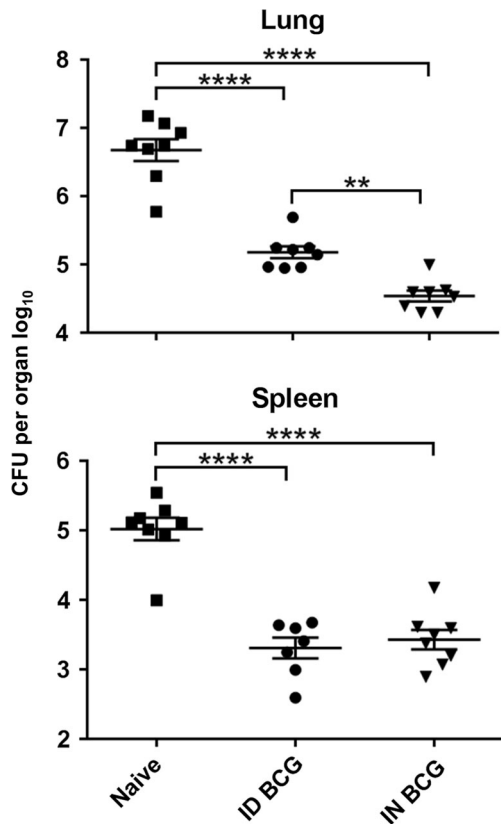 Lung
8
****
****
7
6
**
5
4
CFU per organ log10
Spleen
6
****
****
5
4
3
2
Naive
ID BCG
IN BCG